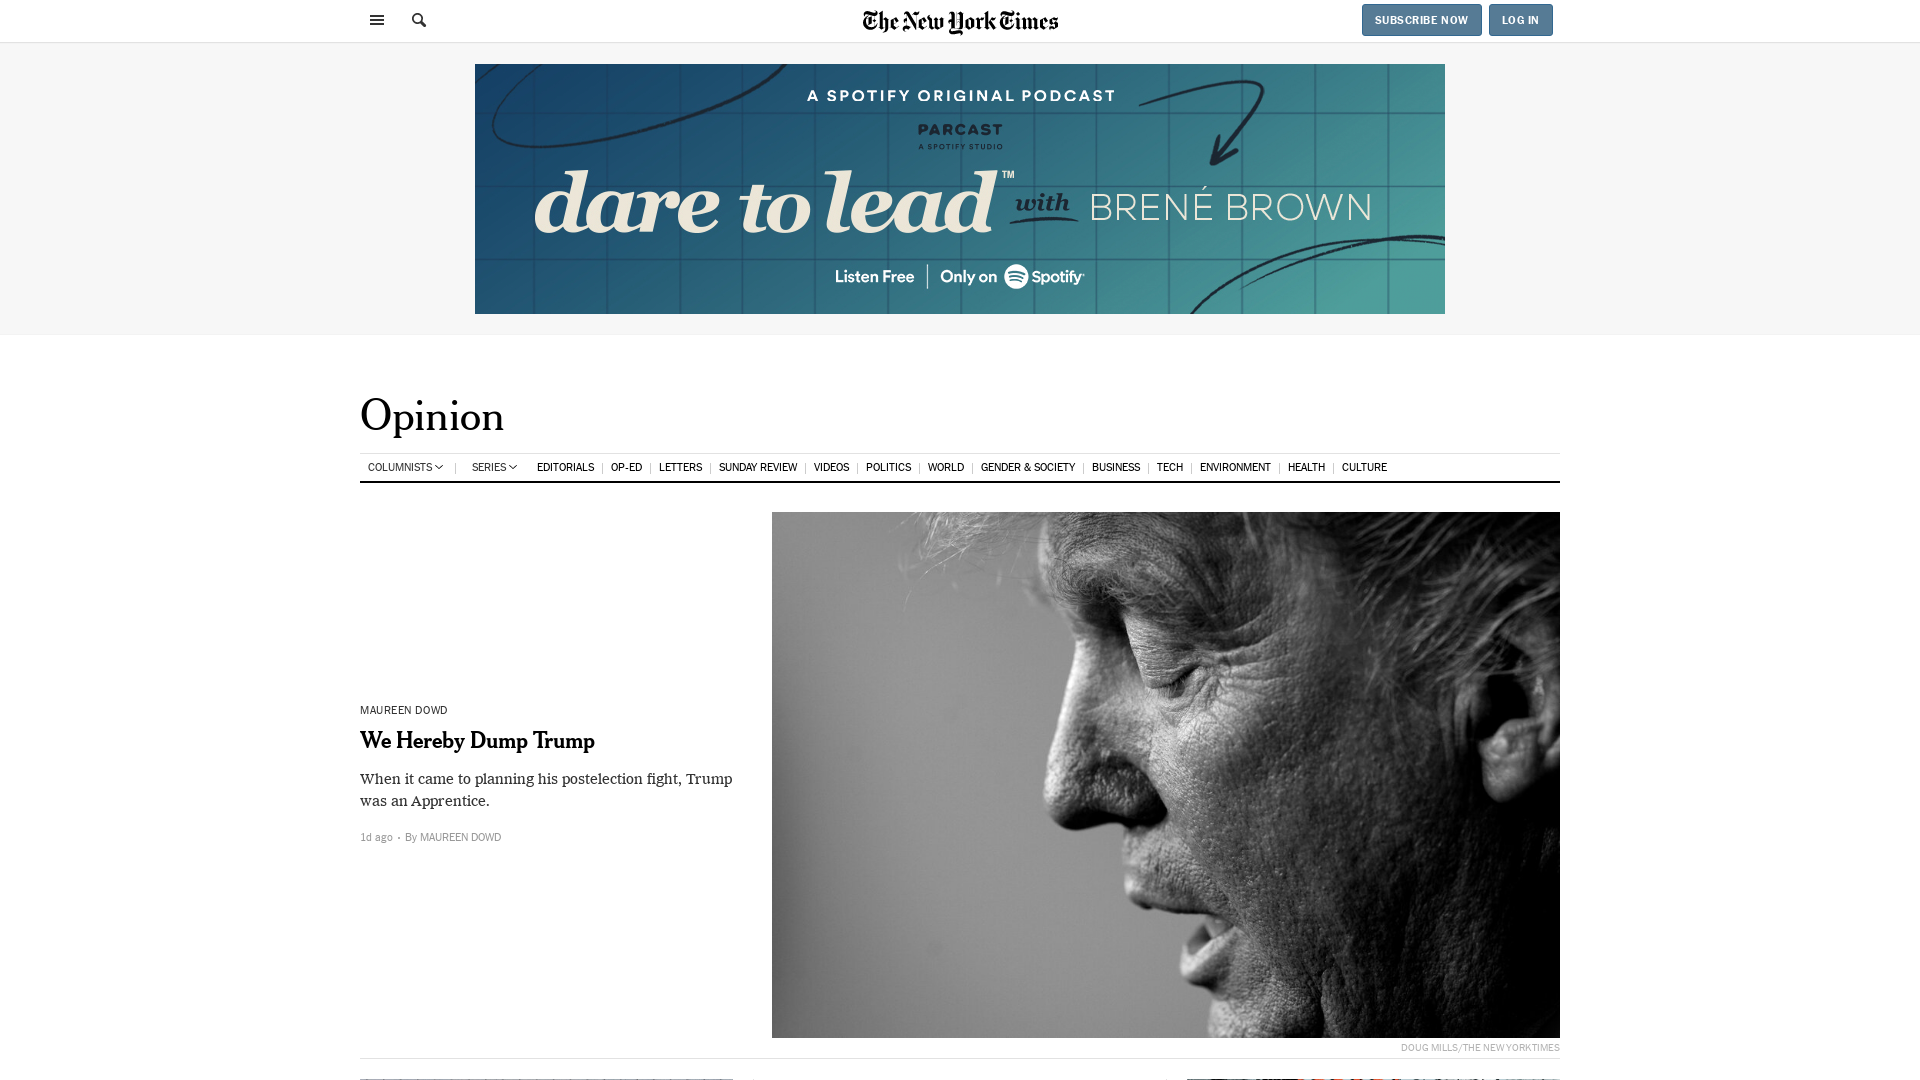 The New York Times
SUBSCRIBE NOW
LOG IN
A SPOTIFY ORIGINAL PODCAST
PARCAST
A SPOTIFY STUDIO
dare to lead™ with BRENÉ BROWN
Listen Free | Only on Spotify
Opinion
COLUMNISTS | SERIES EDITORIALS | OP-ED | LETTERS | SUNDAY REVIEW | VIDEOS | POLITICS | WORLD | GENDER & SOCIETY | BUSINESS | TECH | ENVIRONMENT | HEALTH | CULTURE
MAUREEN DOWD
We Hereby Dump Trump
When it came to planning his postelection fight, Trump
was an Apprentice.
1d ago • By MAUREEN DOWD
DOUG MILLS/THE NEW YORK TIMES